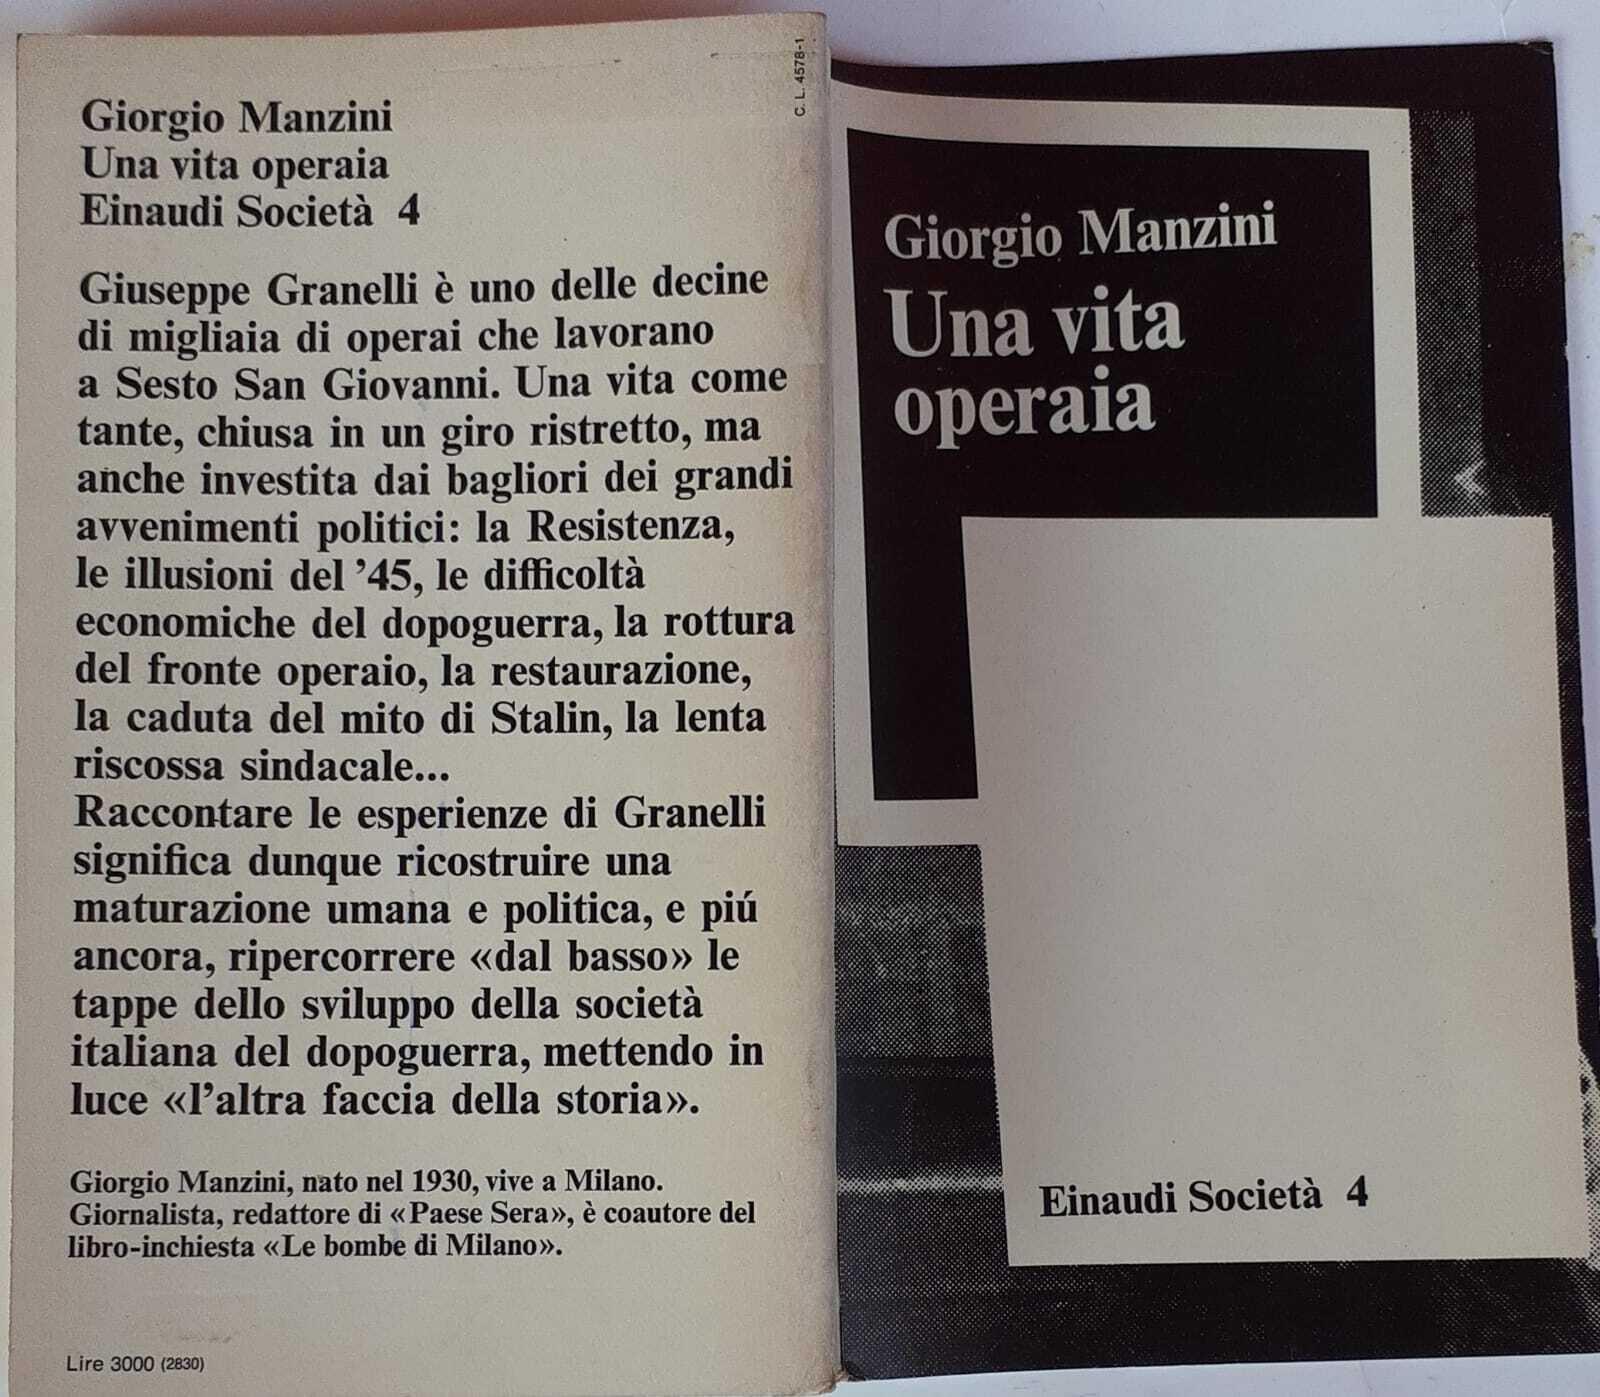 Giorgio Manzini
Una vita operaia
Einaudi Società 4
Giuseppe Granelli è uno delle decine
di migliaia di operai che lavorano
a Sesto San Giovanni. Una vita come
tante, chiusa in un giro ristretto, ma
anche investita dai bagliori dei grandi
avvenimenti politici: la Resistenza,
le illusioni del ’45, le difficoltà
economiche del dopoguerra, la rottura
del fronte operaio, la restaurazione,
la caduta del mito di Stalin, la lenta
riscossa sindacale...
Raccontare le esperienze di Granelli
significa dunque ricostruire una
maturazione umana e politica, e piú
ancora, ripercorrere «dal basso» le
tappe dello sviluppo della società
italiana del dopoguerra, mettendo in
luce «l’altra faccia della storia».
Giorgio Manzini, nato nel 1930, vive a Milano.
Giornalista, redattore di «Paese Sera», è coautore del
libro-inchiesta «Le bombe di Milano».
Lire 3000 (2830)
C. L. 4578-1
Giorgio Manzini
Una vita
operaia
Einaudi Società 4